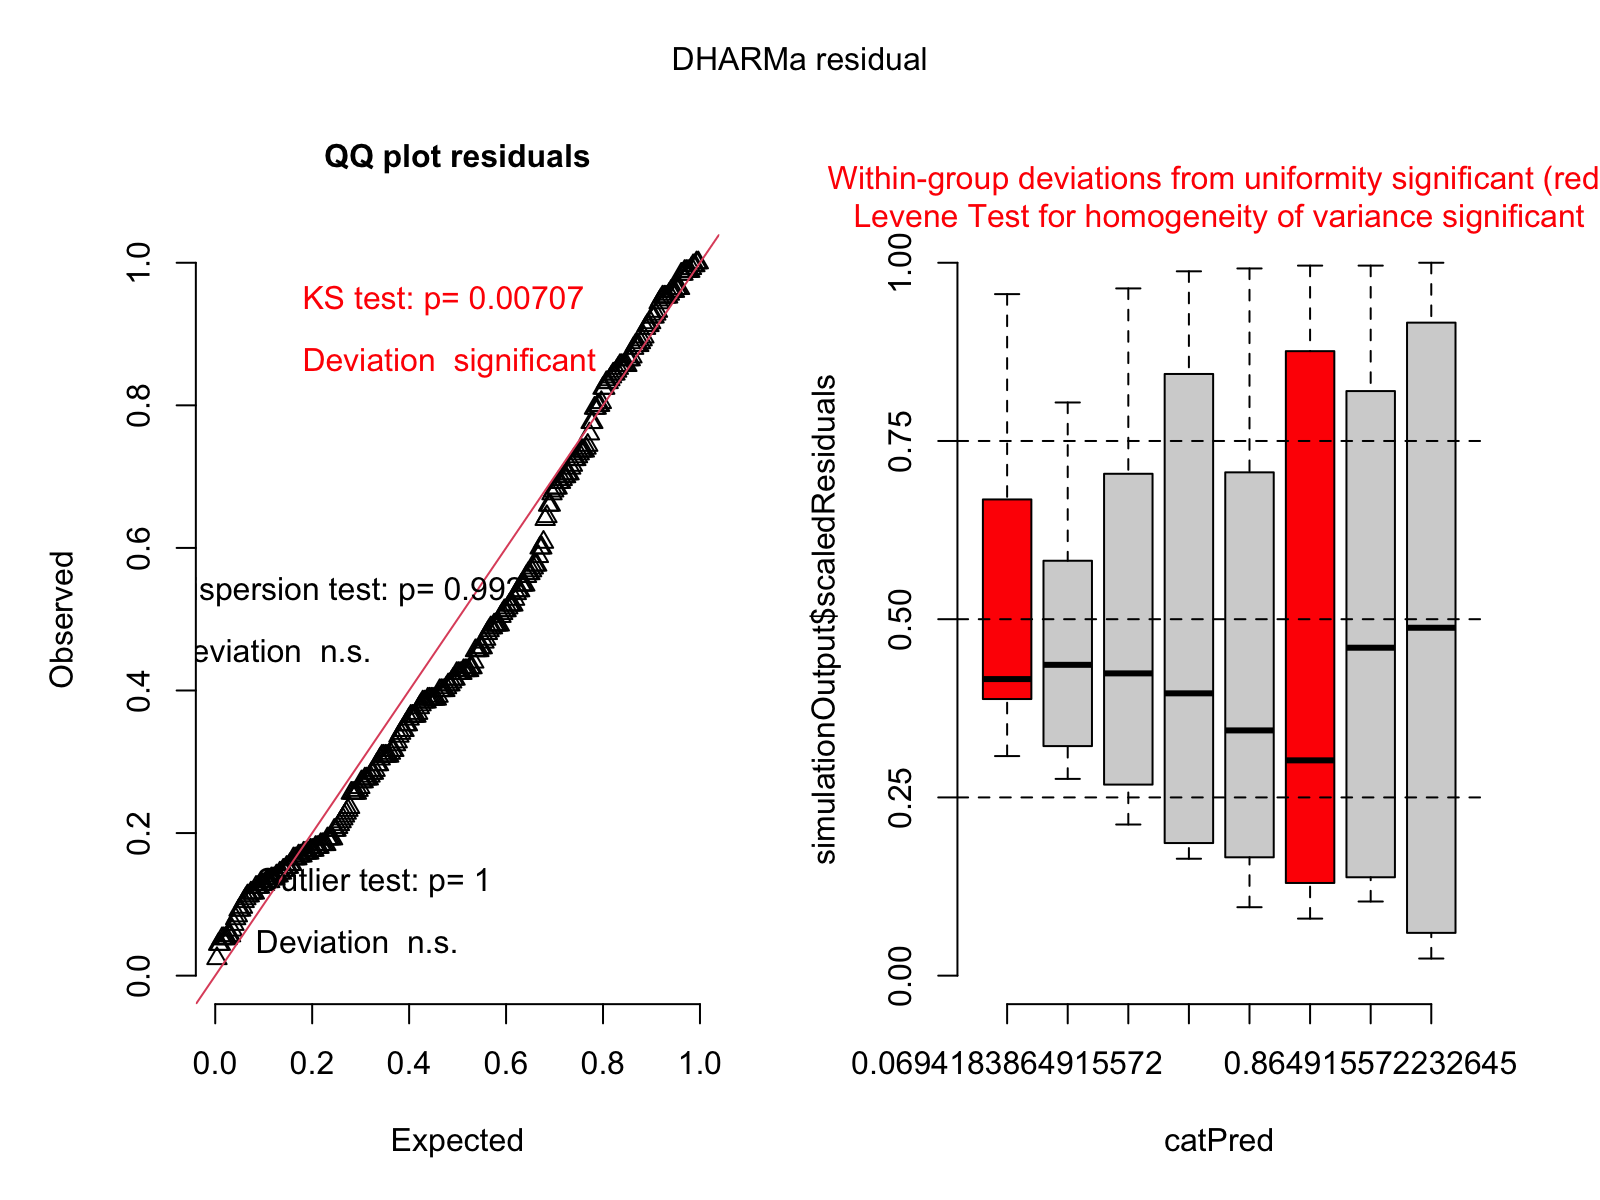 DHARMa residual
QQ plot residuals
KS test: p= 0.00707
Deviation significant
spersion test: p= 0.992
eviation n.s.
utlier test: p= 1
Deviation n.s.
Observed
1.0
0.8
0.6
0.4
0.2
0.0
0.0 0.2 0.4 0.6 0.8 1.0
Expected
Within-group deviations from uniformity significant (red
Levene Test for homogeneity of variance significant
simulationOutput$scaledResiduals
1.00
0.75
0.50
0.25
0.00
0.0694183864915572 0.864915572232645
catPred